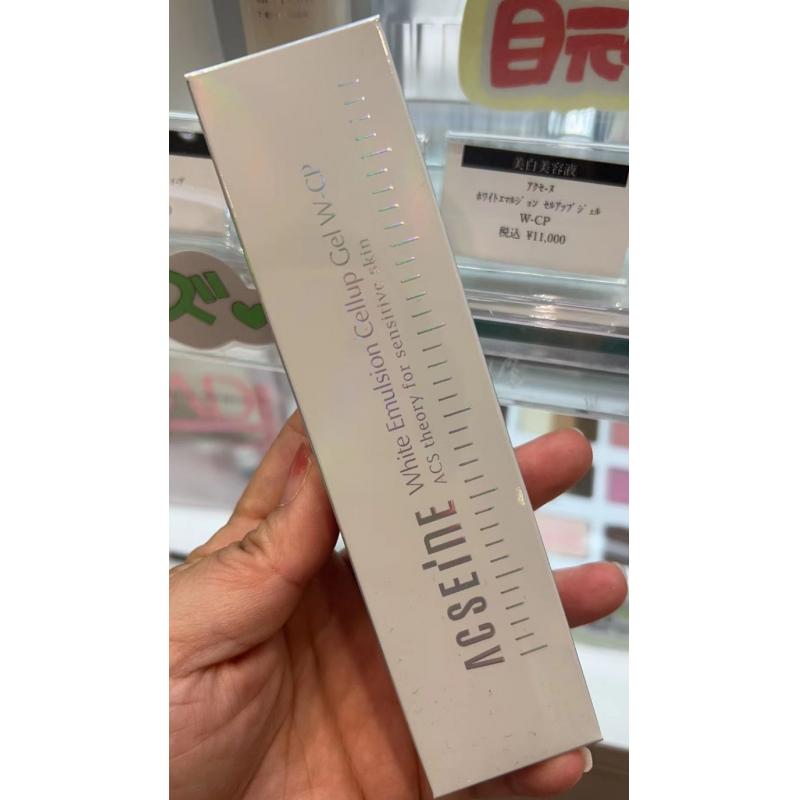 ACSEINE
White Emulsion Cellup Gel W-CP
ACS theory for sensitive skin
目元
美白美容液
アクセーヌ
ホワイトエマルジョン セルアップジェル
W-CP
税込 ¥11,000